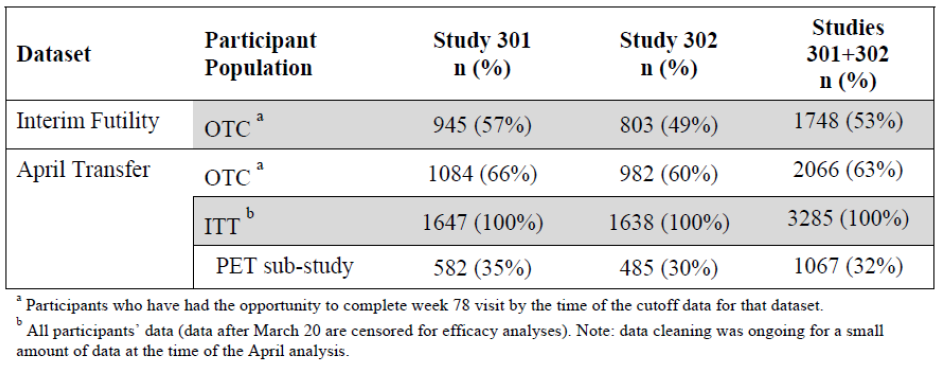 Dataset Participant Population Study 301 n (%) Study 302 n (%) Studies 301+302 n (%)
Interim Futility OTC a 945 (57%) 803 (49%) 1748 (53%)
April Transfer OTC a 1084 (66%) 982 (60%) 2066 (63%)
ITT b 1647 (100%) 1638 (100%) 3285 (100%)
PET sub-study 582 (35%) 485 (30%) 1067 (32%)
a Participants who have had the opportunity to complete week 78 visit by the time of the cutoff data for that dataset.
b All participants’ data (data after March 20 are censored for efficacy analyses). Note: data cleaning was ongoing for a small
amount of data at the time of the April analysis.